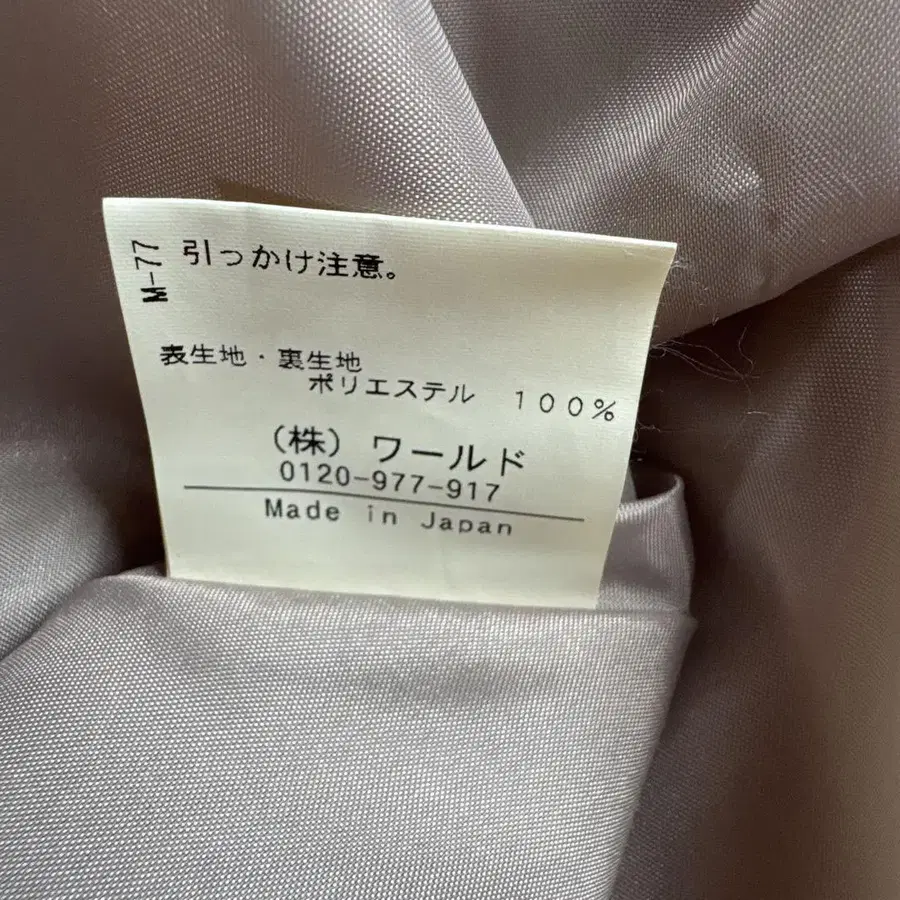 M-77
引っかけ注意。
表生地・裏生地
ポリエステル 100%
(株) ワールド
0120-977-917
Made in Japan